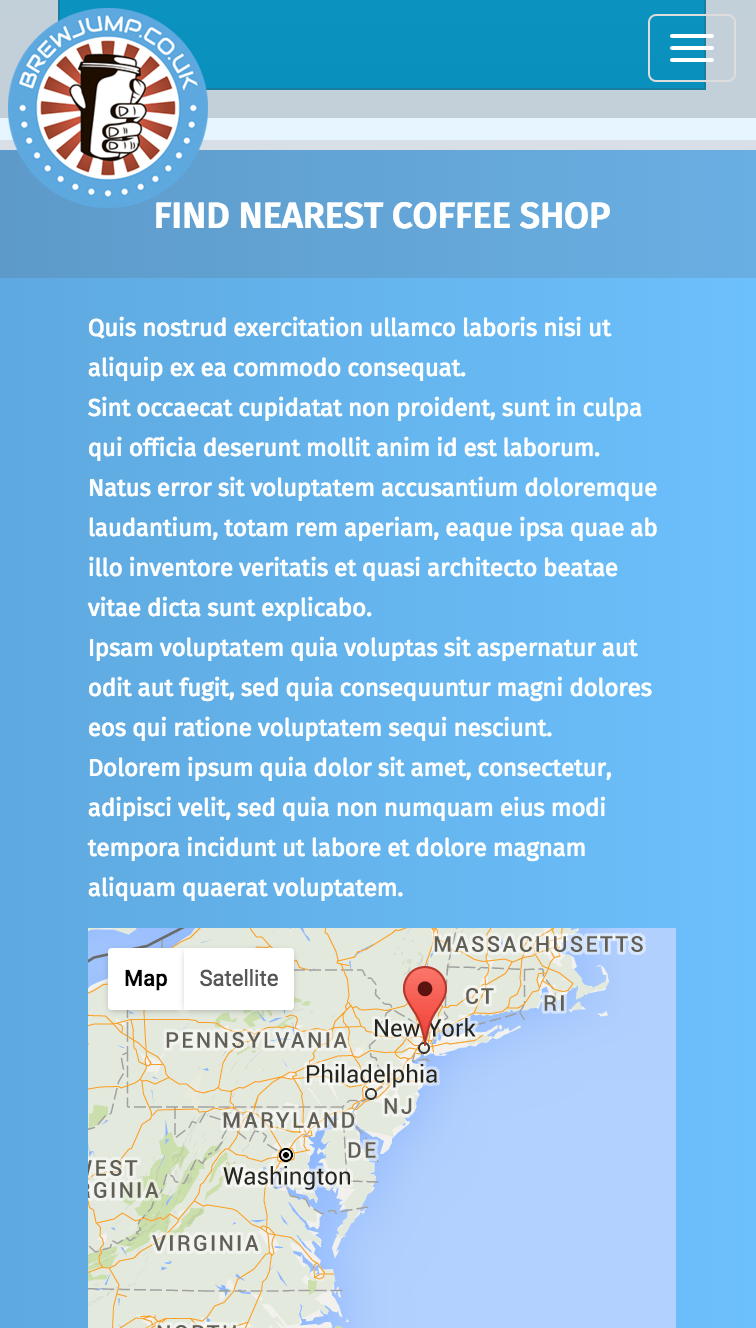 BREWJUMP.CO.UK
FIND NEAREST COFFEE SHOP
Quis nostrud exercitation ullamco laboris nisi ut
aliquip ex ea commodo consequat.
Sint occaecat cupidatat non proident, sunt in culpa
qui officia deserunt mollit anim id est laborum.
Natus error sit voluptatem accusantium doloremque
laudantium, totam rem aperiam, eaque ipsa quae ab
illo inventore veritatis et quasi architecto beatae
vitae dicta sunt explicabo.
Ipsam voluptatem quia voluptas sit aspernatur aut
odit aut fugit, sed quia consequuntur magni dolores
eos qui ratione voluptatem sequi nesciunt.
Dolorem ipsum quia dolor sit amet, consectetur,
adipisci velit, sed quia non numquam eius modi
tempora incidunt ut labore et dolore magnam
aliquam quaerat voluptatem.
MASSACHUSETTS
Map Satellite
CT
RI
New York
PENNSYLVANIA
Philadelphia
NJ
MARYLAND
DE
WEST
Washington
RGINIA
VIRGINIA
NORTH